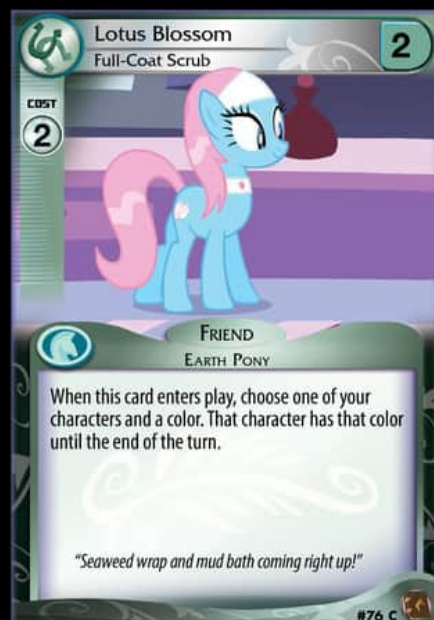 Lotus Blossom
Full-Coat Scrub
2
COST
2
FRIEND
EARTH PONY
When this card enters play, choose one of your
characters and a color. That character has that color
until the end of the turn.
"Seaweed wrap and mud bath coming right up!"
#76 C